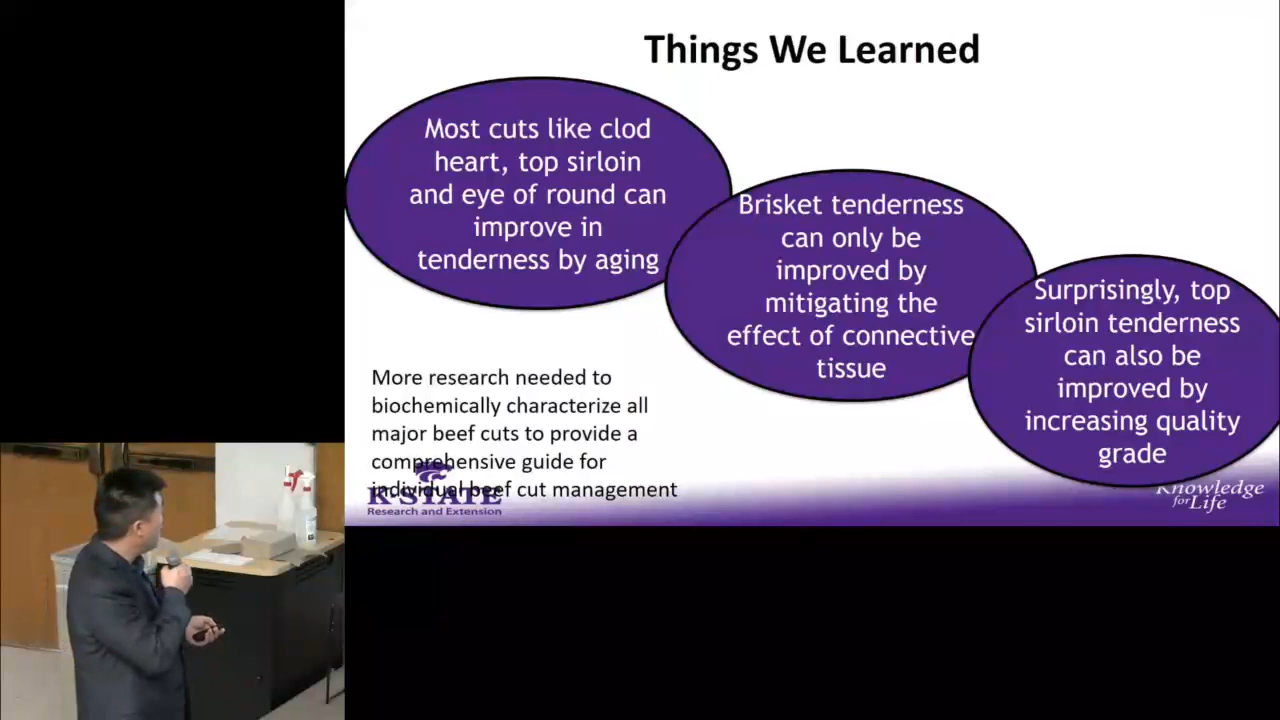 Things We Learned
Most cuts like clod
heart, top sirloin
and eye of round can
improve in
tenderness by aging
Brisket tenderness
can only be
improved by
mitigating the
effect of connective
tissue
Surprisingly, top
sirloin tenderness
can also be
improved by
increasing quality
grade
More research needed to
biochemically characterize all
major beef cuts to provide a
comprehensive guide for
individual beef cut management
K-STATE
Research and Extension
Knowledge
for Life